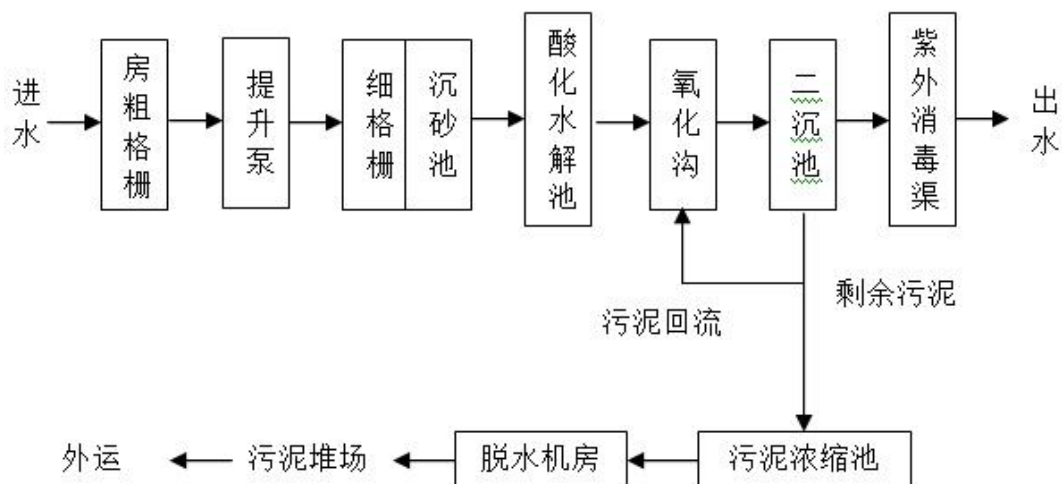 进水
房粗格栅
提升泵
细格栅
沉砂池
酸化水解池
氧化沟
二沉池
紫外消毒渠
出水
污泥回流
剩余污泥
外运
污泥堆场
脱水机房
污泥浓缩池